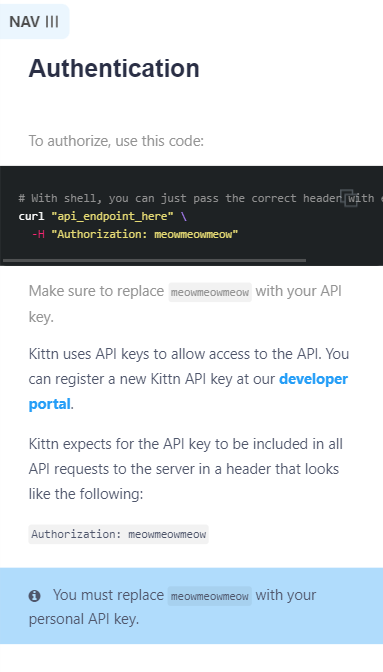 NAV
Authentication
To authorize, use this code:
# With shell, you can just pass the correct header with
curl "api_endpoint_here" \
-H "Authorization: meowmeowmeow"
Make sure to replace meowmeowmeow with your API
key.
Kittn uses API keys to allow access to the API. You
can register a new Kittn API key at our developer
portal.
Kittn expects for the API key to be included in all
API requests to the server in a header that looks
like the following:
Authorization: meowmeowmeow
You must replace meowmeowmeow with your
personal API key.